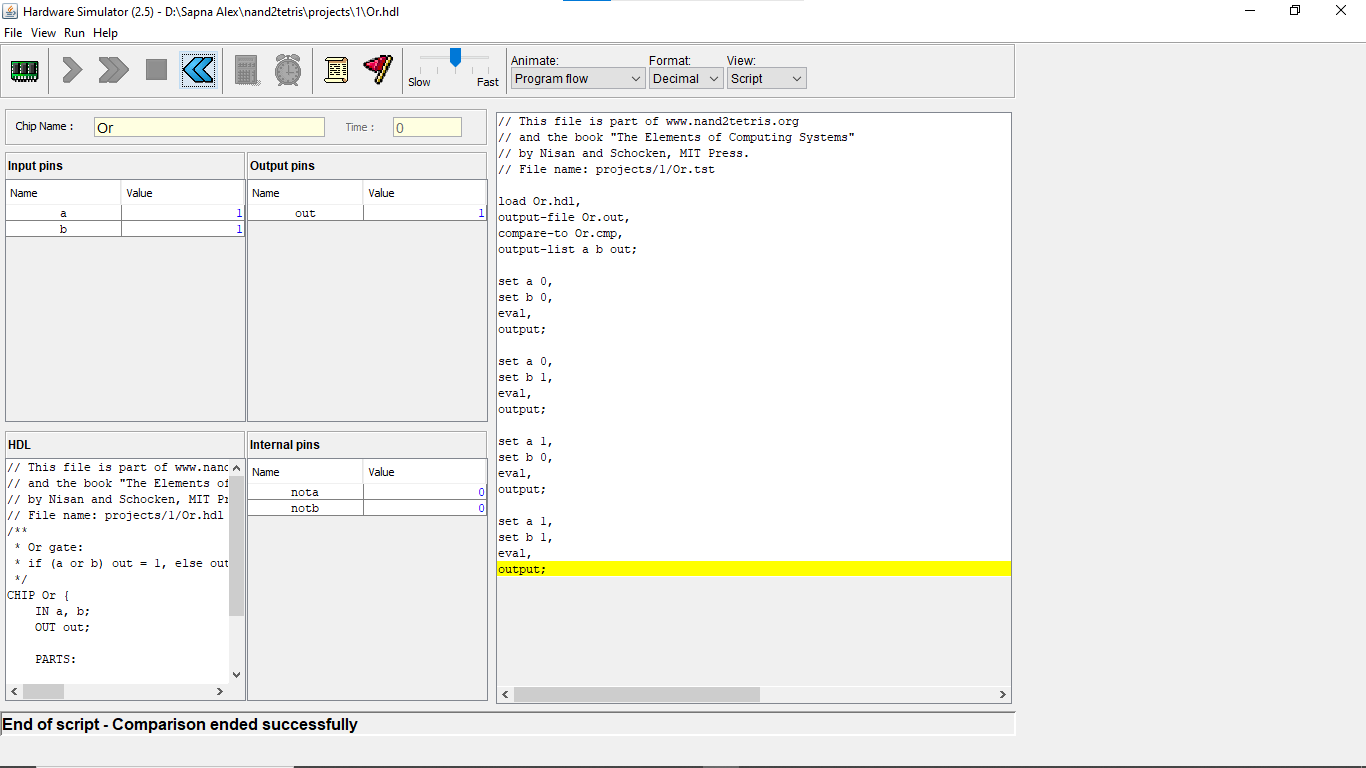 Hardware Simulator (2.5) - D:\Sapna Alex\nand2tetris\projects\1\Or.hdl
File View Run Help
Slow Fast
Animate: Format: View:
Program flow Decimal Script
Chip Name : Or Time : 0
Input pins
Name Value
a 1
b 1
Output pins
Name Value
out 1
HDL
// This file is part of www.nanc
// and the book "The Elements of
// by Nisan and Schocken, MIT Pr
// File name: projects/1/Or.hdl
/**
* Or gate:
* if (a or b) out = 1, else out
*/
CHIP Or {
IN a, b;
OUT out;
PARTS:
Internal pins
Name Value
nota 0
notb 0
// This file is part of www.nand2tetris.org
// and the book "The Elements of Computing Systems"
// by Nisan and Schocken, MIT Press.
// File name: projects/1/Or.tst
load Or.hdl,
output-file Or.out,
compare-to Or.cmp,
output-list a b out;
set a 0,
set b 0,
eval,
output;
set a 0,
set b 1,
eval,
output;
set a 1,
set b 0,
eval,
output;
set a 1,
set b 1,
eval,
output;
End of script - Comparison ended successfully